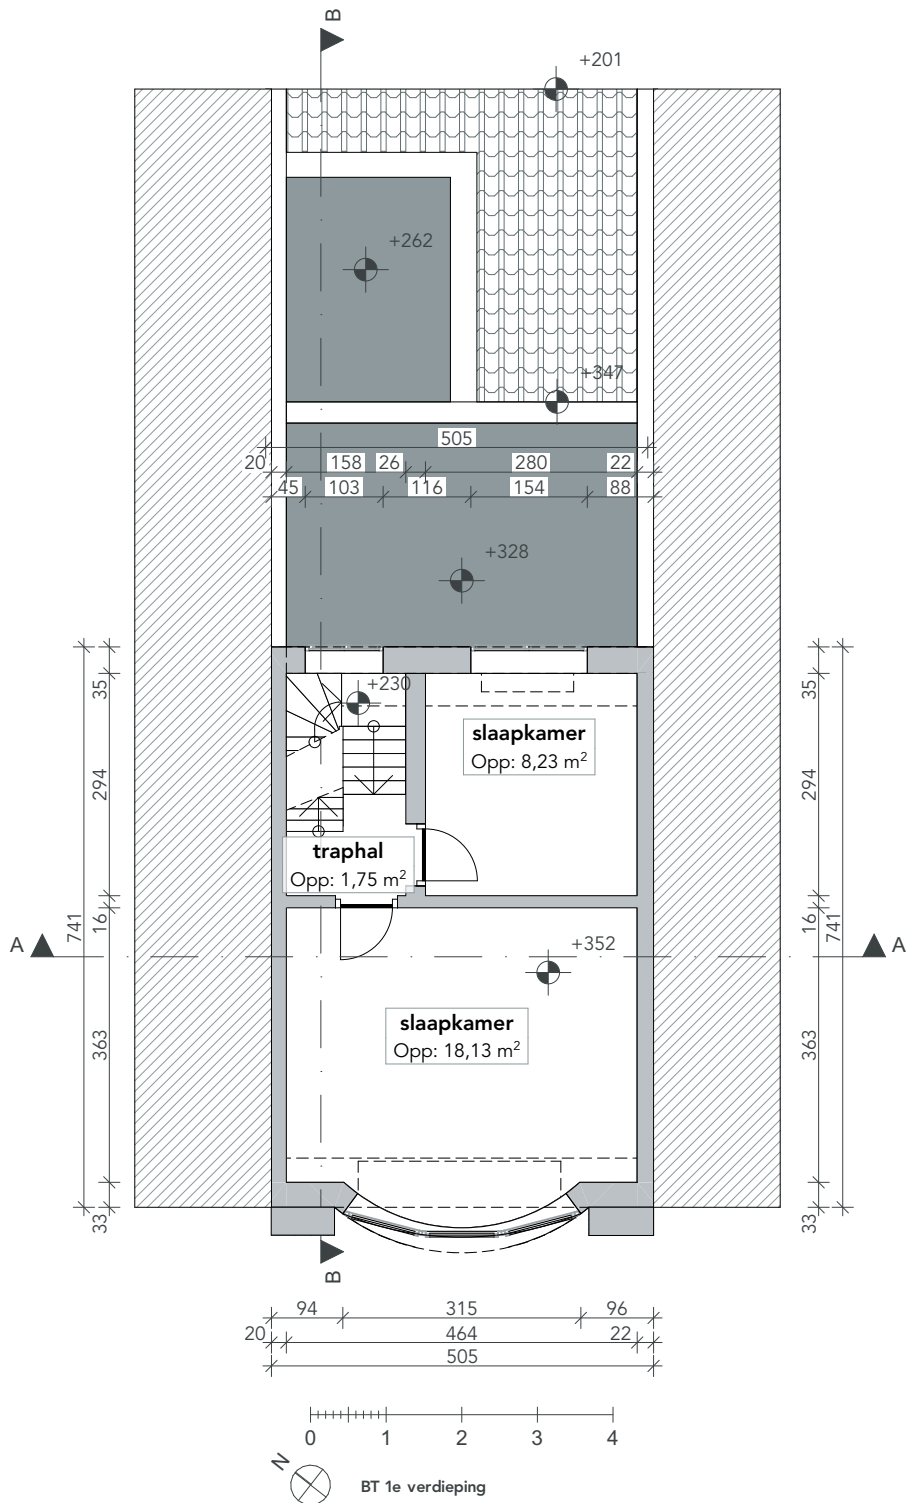 B
+201
+262
+347
505
20 158 26 280 22
45 103 116 154 88
+328
35
35
+230
slaapkamer
Opp: 8,23 m²
294
294
traphal
Opp: 1,75 m²
16
741
16
741
A
+352
A
slaapkamer
Opp: 18,13 m²
363
363
33
33
B
94 315 96
20 464 22
505
0 1 2 3 4
N
BT 1e verdieping